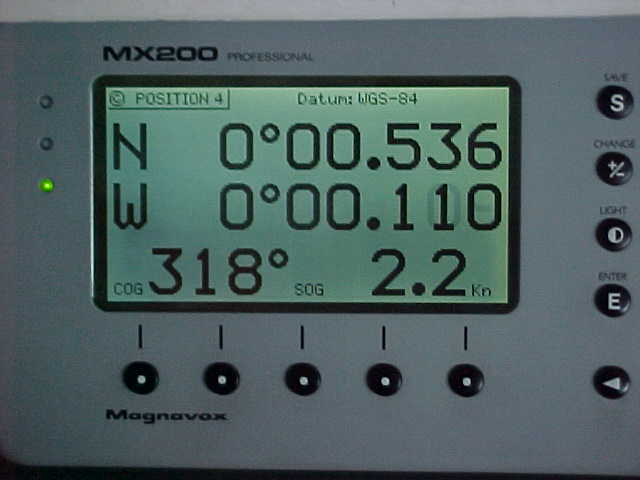 MX200 PROFESSIONAL
© POSITION 4 Datum: WGS-84
N 0°00.536
W 0°00.110
COG 318° SOG 2.2 Kn
Magnavox
SAVE
S
CHANGE
+/-
LIGHT
ENTER
E